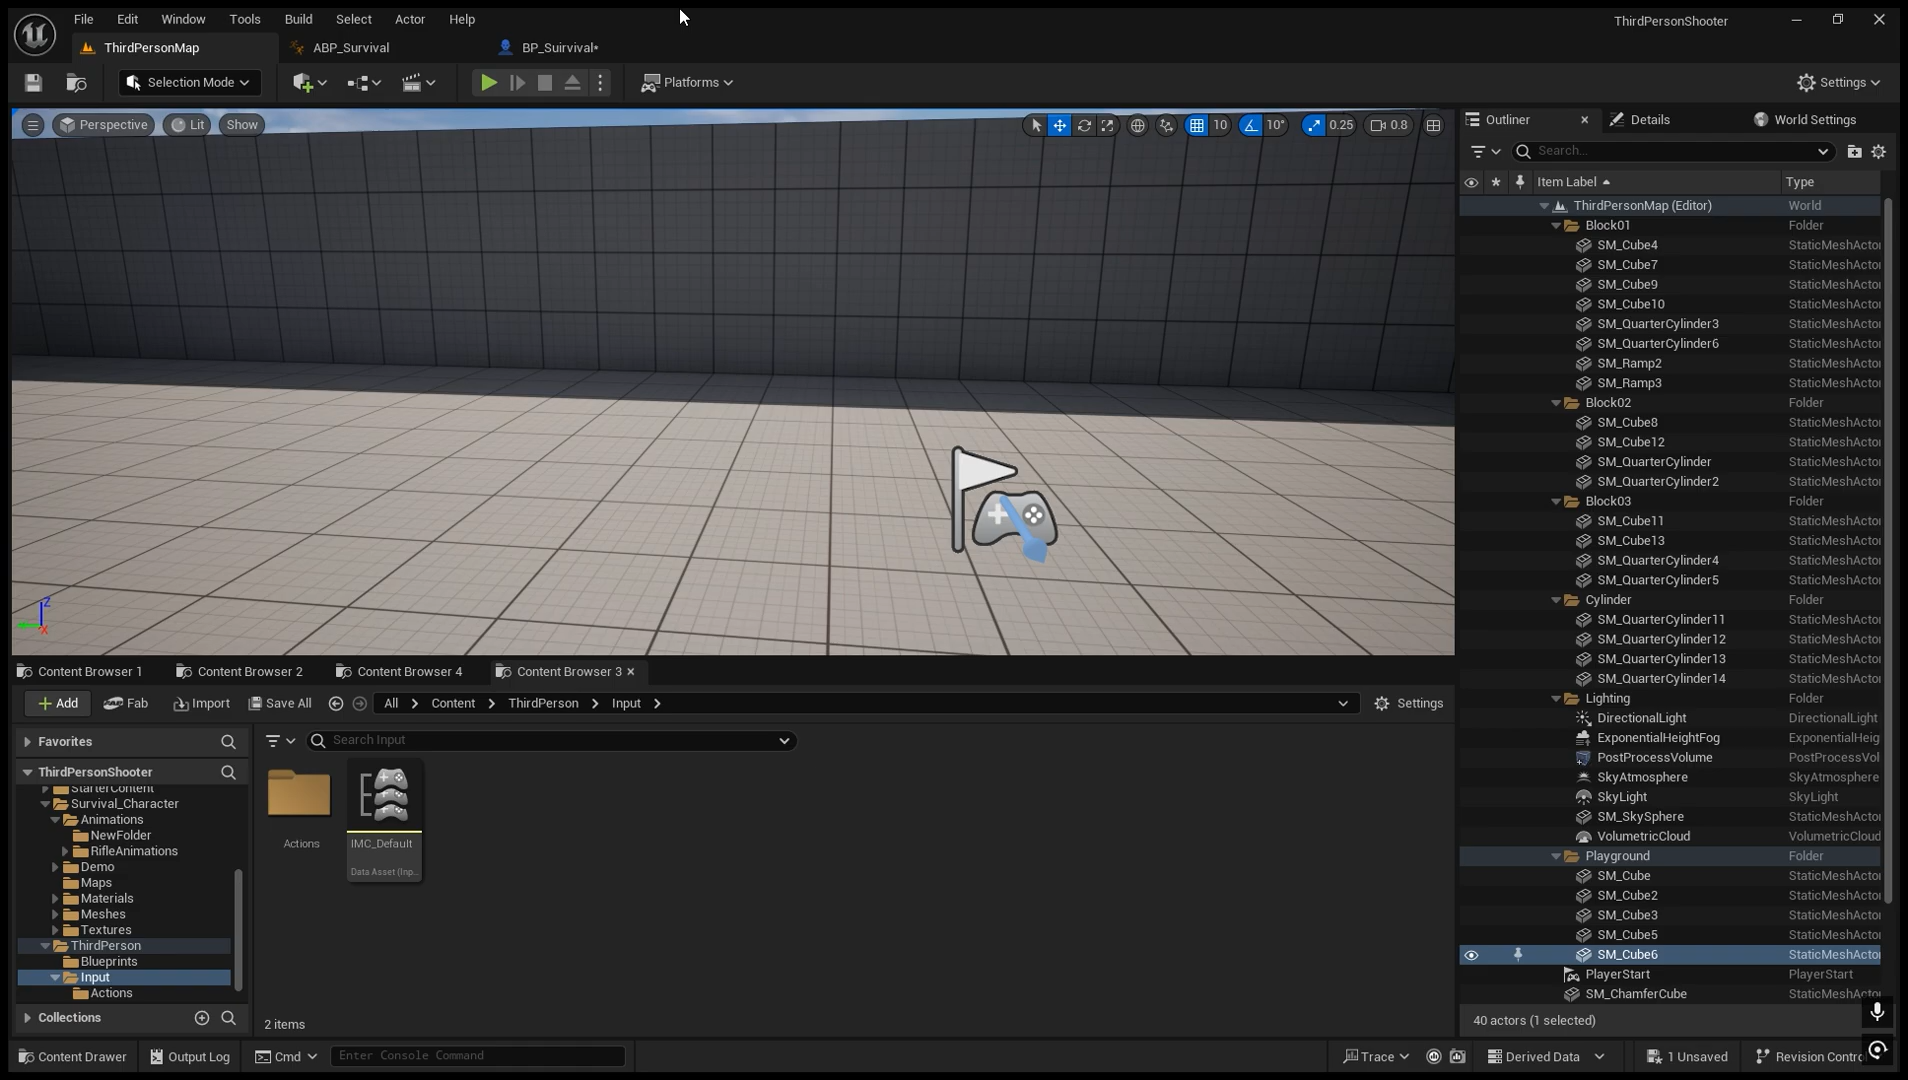 File Edit Window Tools Build Select Actor Help
ThirdPersonShooter
ThirdPersonMap
ABP_Survival
BP_Suirvival*
Selection Mode
Platforms
Settings
Perspective
Lit
Show
10
10°
0.25
0.8
Outliner
Details
World Settings
Search...
Item Label
Type
ThirdPersonMap (Editor) World
Block01 Folder
SM_Cube4 StaticMeshActor
SM_Cube7 StaticMeshActor
SM_Cube9 StaticMeshActor
SM_Cube10 StaticMeshActor
SM_QuarterCylinder3 StaticMeshActor
SM_QuarterCylinder6 StaticMeshActor
SM_Ramp2 StaticMeshActor
SM_Ramp3 StaticMeshActor
Block02 Folder
SM_Cube8 StaticMeshActor
SM_Cube12 StaticMeshActor
SM_QuarterCylinder StaticMeshActor
SM_QuarterCylinder2 StaticMeshActor
Block03 Folder
SM_Cube11 StaticMeshActor
SM_Cube13 StaticMeshActor
SM_QuarterCylinder4 StaticMeshActor
SM_QuarterCylinder5 StaticMeshActor
Cylinder Folder
SM_QuarterCylinder11 StaticMeshActor
SM_QuarterCylinder12 StaticMeshActor
SM_QuarterCylinder13 StaticMeshActor
SM_QuarterCylinder14 StaticMeshActor
Lighting Folder
DirectionalLight DirectionalLight
ExponentialHeightFog ExponentialHeig
PostProcessVolume PostProcessVol
SkyAtmosphere SkyAtmosphere
SkyLight SkyLight
SM_SkySphere StaticMeshActor
VolumetricCloud VolumetricCloud
Playground Folder
SM_Cube StaticMeshActor
SM_Cube2 StaticMeshActor
SM_Cube3 StaticMeshActor
SM_Cube5 StaticMeshActor
SM_Cube6 StaticMeshActor
PlayerStart PlayerStart
SM_ChamferCube StaticMeshActor
40 actors (1 selected)
Z
X
Content Browser 1
Content Browser 2
Content Browser 4
Content Browser 3
Add
Fab
Import
Save All
All > Content > ThirdPerson > Input >
Settings
Favorites
Search Input
ThirdPersonShooter
StarterContent
Survival_Character
Animations
NewFolder
RifleAnimations
Demo
Maps
Materials
Meshes
Textures
ThirdPerson
Blueprints
Input
Actions
Collections
Actions
IMC_Default
Data Asset (Inp...
2 items
Content Drawer
Output Log
Cmd
Enter Console Command
Trace
Derived Data
1 Unsaved
Revision Contro